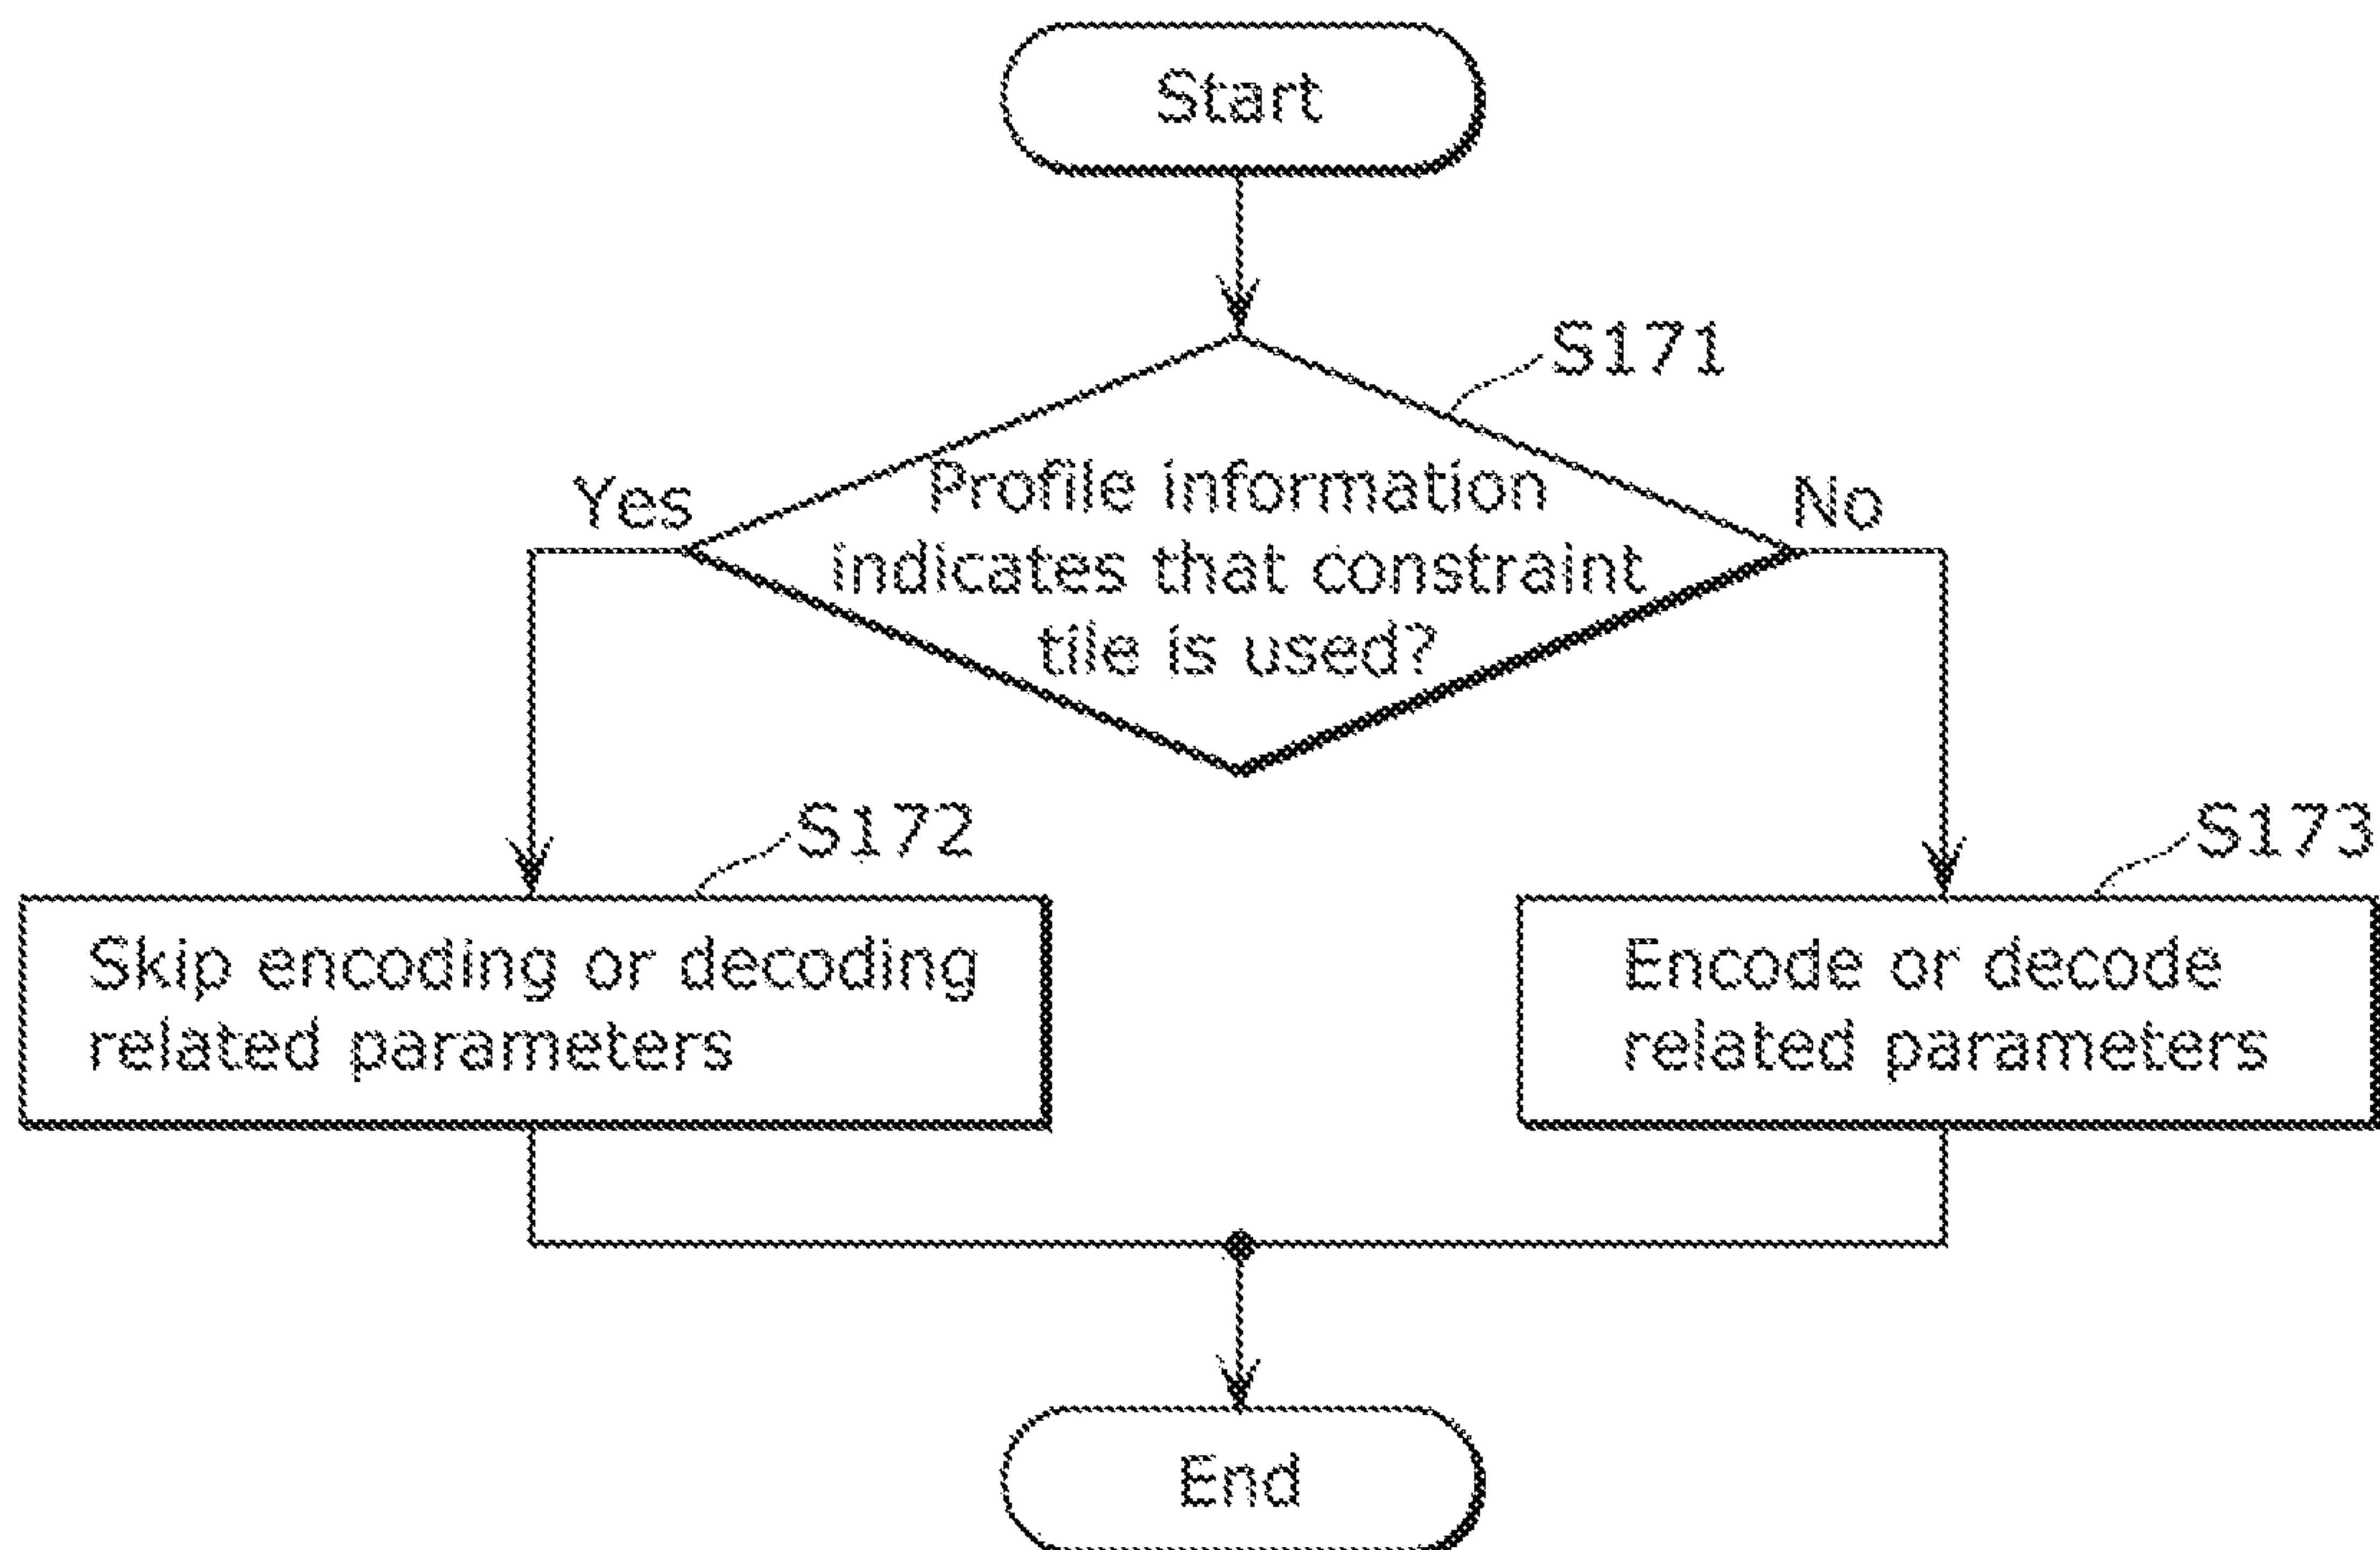 Start
S171
Yes
No
Profile information
indicates that constraint
tile is used?
S172
S173
Skip encoding or decoding
related parameters
Encode or decode
related parameters
End